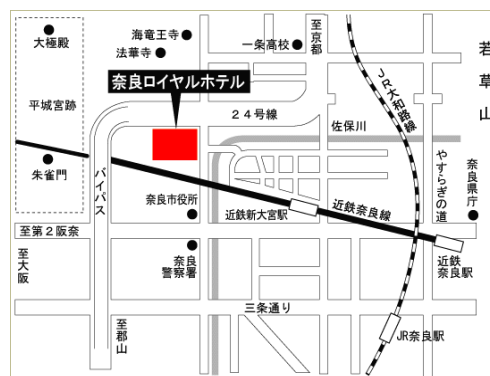 大極殿
海竜王寺
法華寺
一条高校
至京都
JR大和路線
若草山
奈良ロイヤルホテル
平城宮跡
24号線
佐保川
朱雀門
バイパス
やすらぎの道
奈良県庁
奈良市役所
近鉄新大宮駅
近鉄奈良線
至第2阪奈
至大阪
奈良
警察署
近鉄
奈良駅
三条通り
至郡山
JR奈良駅